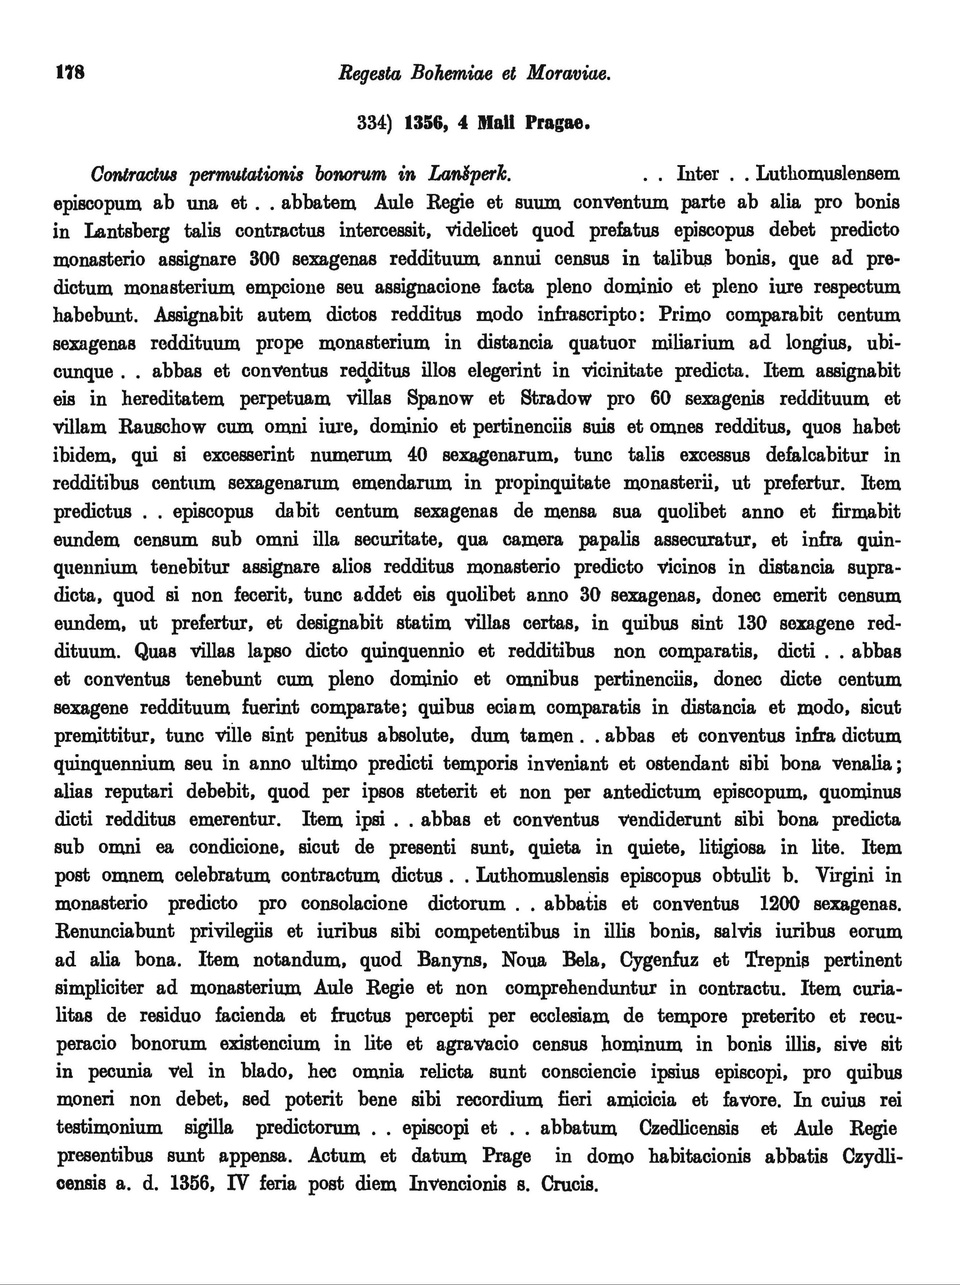 178 Regesta Bohemiae et Moraviae.
334) 1356, 4 Maii Pragae.
Contractus permutationis bonorum in Lanšperk. . . Inter . . Luthomuslensem
episcopum ab una et . . abbatem Aule Regie et suum conventum parte ab alia pro bonis
in Lantsberg talis contractus intercessit, videlicet quod prefatus episcopus debet predicto
monasterio assignare 300 sexagenas reddituum annui census in talibus bonis, que ad pre-
dictum monasterium empcione seu assignacione facta pleno dominio et pleno iure respectum
habebunt. Assignabit autem dictos redditus modo infrascripto: Primo comparabit centum
sexagenas reddituum prope monasterium in distancia quatuor miliarium ad longius, ubi-
cunque . . abbas et conventus redditus illos elegerint in vicinitate predicta. Item assignabit
eis in hereditatem perpetuam villas Spanow et Stradow pro 60 sexagenis reddituum et
villam Rauschow cum omni iure, dominio et pertinenciis suis et omnes redditus, quos habet
ibidem, qui si excesserint numerum 40 sexagenarum, tunc talis excessus defalcabitur in
redditibus centum sexagenarum emendarum in propinquitate monasterii, ut prefertur. Item
predictus . . episcopus dabit centum sexagenas de mensa sua quolibet anno et firmabit
eundem censum sub omni illa securitate, qua camera papalis assecuratur, et infra quin-
quennium tenebitur assignare alios redditus monasterio predicto vicinos in distancia supra-
dicta, quod si non fecerit, tunc addet eis quolibet anno 30 sexagenas, donec emerit censum
eundem, ut prefertur, et designabit statim villas certas, in quibus sint 130 sexagene red-
dituum. Quas villas lapso dicto quinquennio et redditibus non comparatis, dicti . . abbas
et conventus tenebunt cum pleno dominio et omnibus pertinenciis, donec dicte centum
sexagene reddituum fuerint comparate; quibus eciam comparatis in distancia et modo, sicut
premittitur, tunc ville sint penitus absolute, dum tamen . . abbas et conventus infra dictum
quinquennium seu in anno ultimo predicti temporis inveniant et ostendant sibi bona venalia;
alias reputari debebit, quod per ipsos steterit et non per antedictum episcopum, quominus
dicti redditus emerentur. Item ipsi . . abbas et conventus vendiderunt sibi bona predicta
sub omni ea condicione, sicut de presenti sunt, quieta in quiete, litigiosa in lite. Item
post omnem celebratum contractum dictus . . Luthomuslensis episcopus obtulit b. Virgini in
monasterio predicto pro consolacione dictorum . . abbatis et conventus 1200 sexagenas.
Renunciabunt privilegiis et iuribus sibi competentibus in illis bonis, salvis iuribus eorum
ad alia bona. Item notandum, quod Banyns, Noua Bela, Cygenfuz et Trepnis pertinent
simpliciter ad monasterium Aule Regie et non comprehenduntur in contractu. Item curia-
litas de residuo facienda et fructus percepti per ecclesiam de tempore preterito et recu-
peracio bonorum existencium in lite et agravacio census hominum in bonis illis, sive sit
in pecunia vel in blado, hec omnia relicta sunt consciencie ipsius episcopi, pro quibus
moneri non debet, sed poterit bene sibi recordium fieri amicicia et favore. In cuius rei
testimonium sigilla predictorum . . episcopi et . . abbatum Czedlicensis et Aule Regie
presentibus sunt appensa. Actum et datum Prage in domo habitacionis abbatis Czydli-
censis a. d. 1356, IV feria post diem Invencionis s. Crucis.